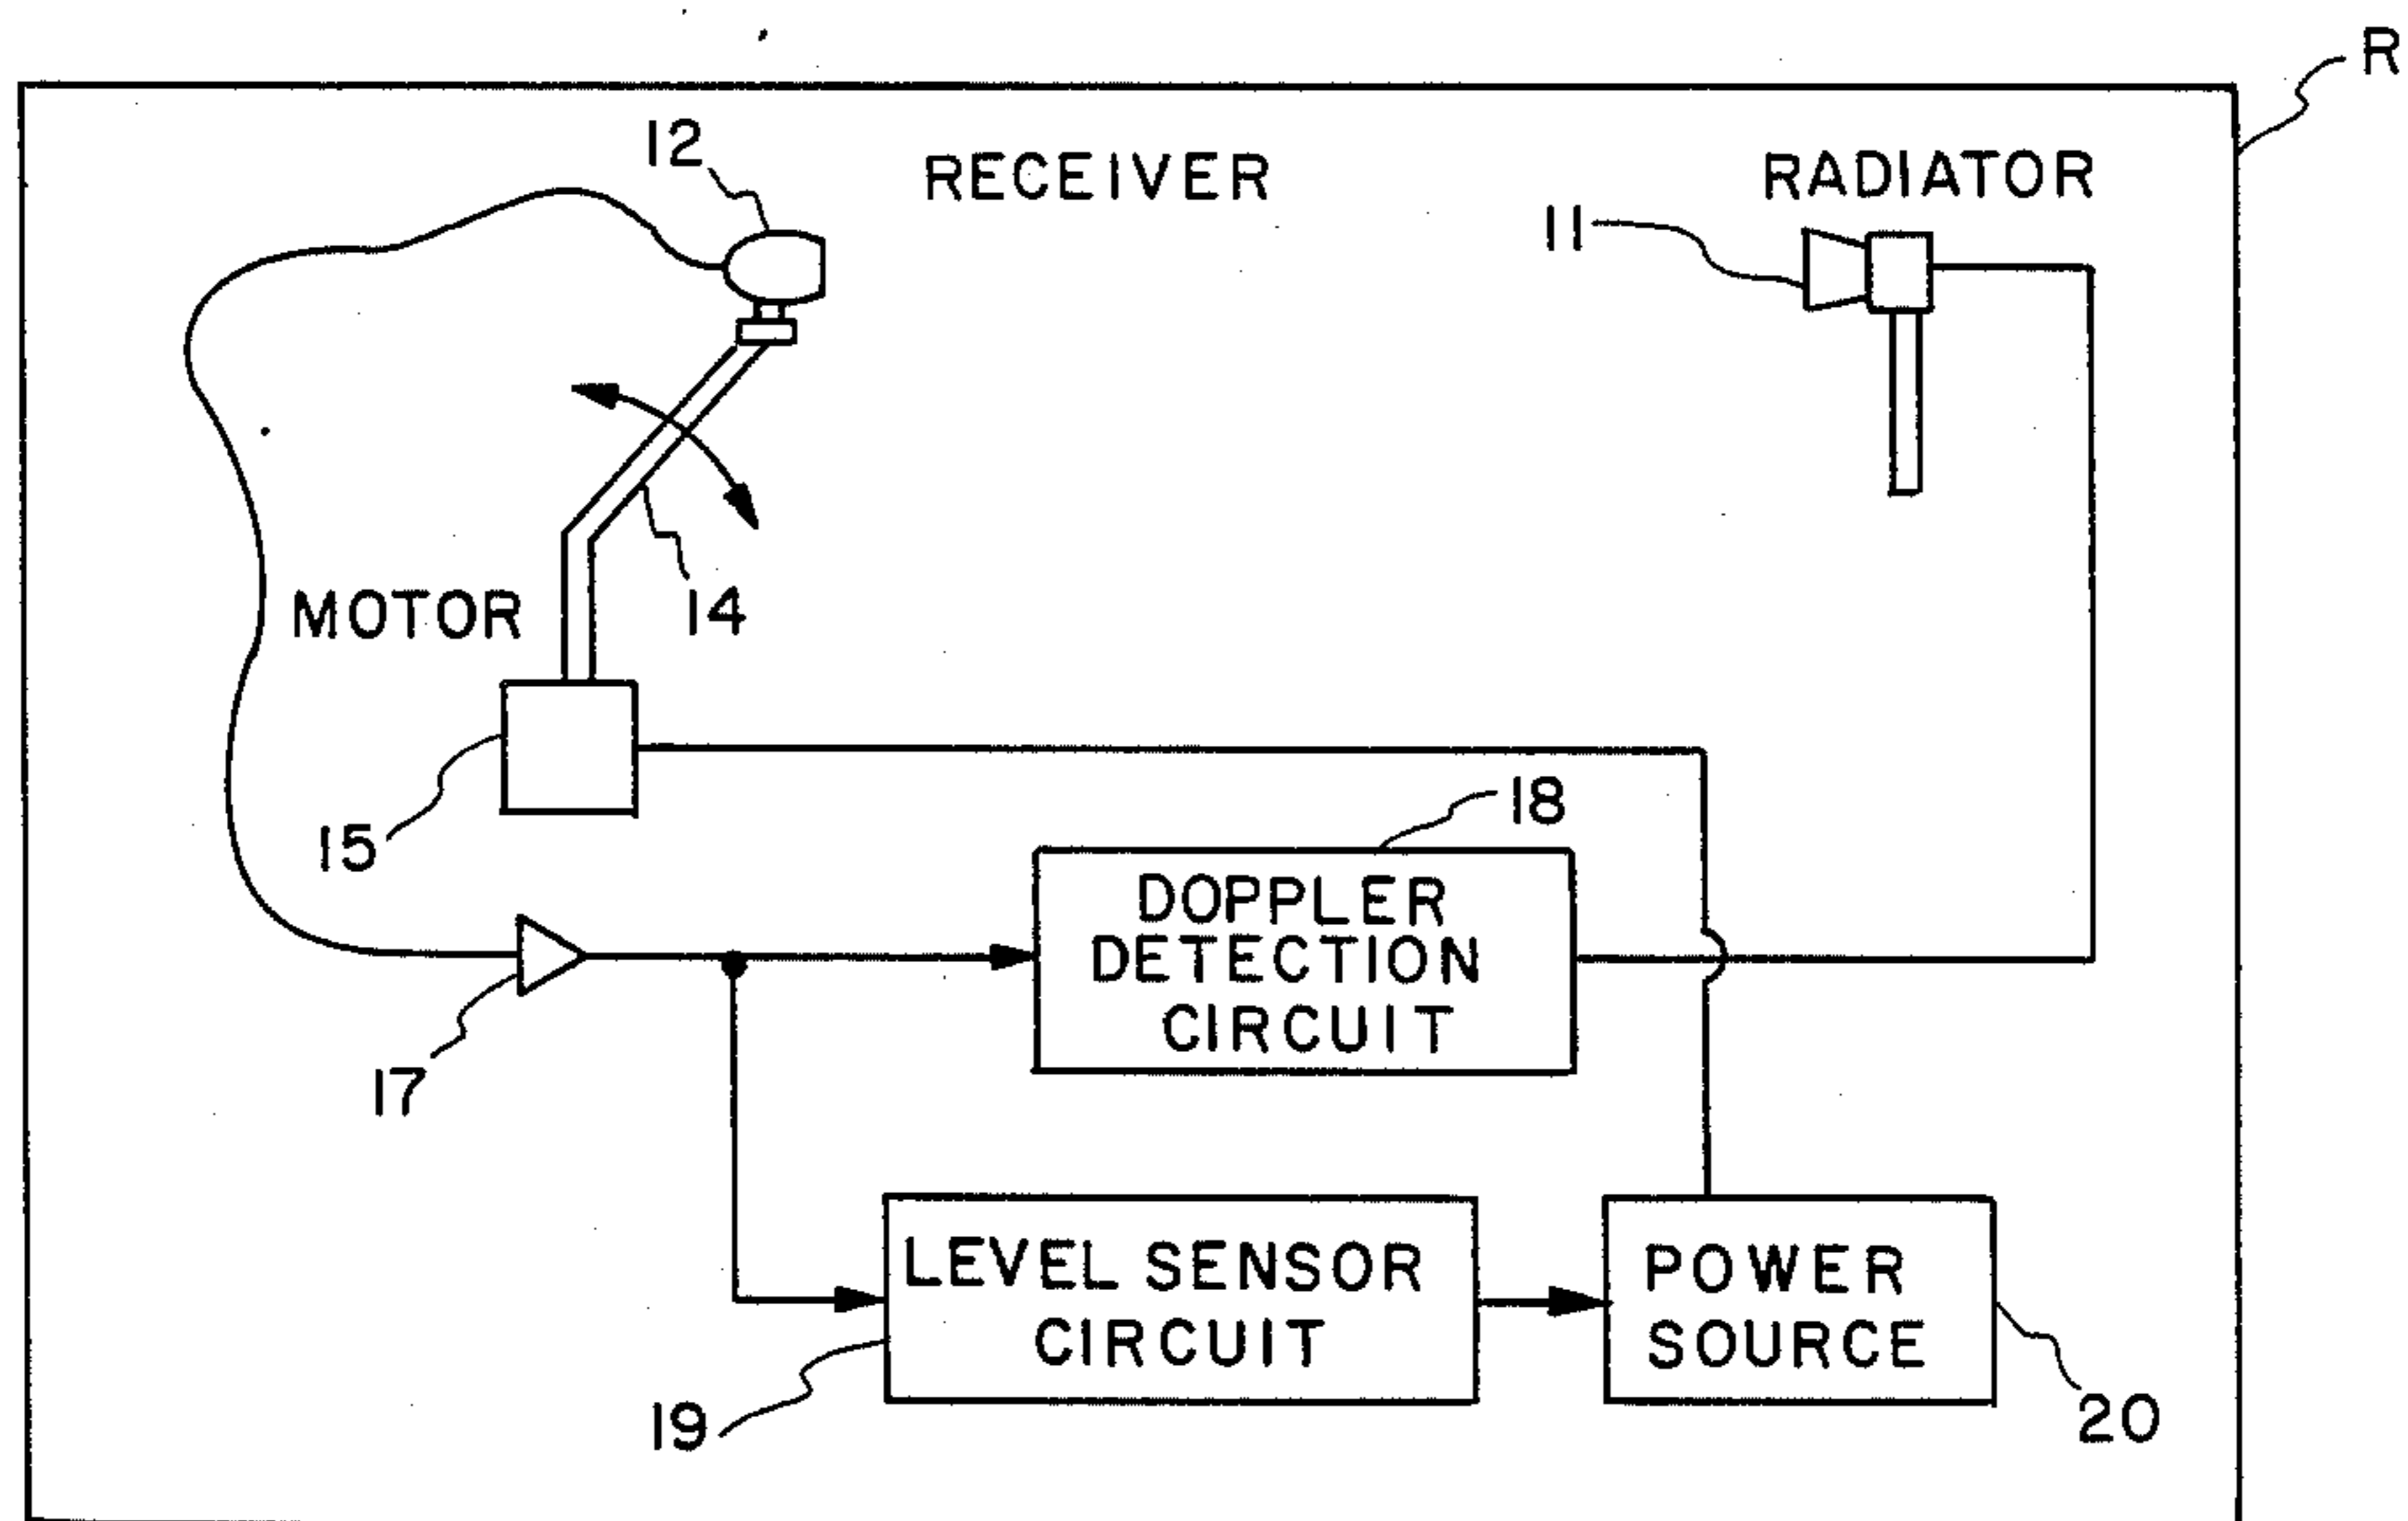 R
12
RECEIVER
RADIATOR
11
MOTOR
14
15
18
DOPPLER
DETECTION
CIRCUIT
17
LEVEL SENSOR
CIRCUIT
POWER
SOURCE
19
20